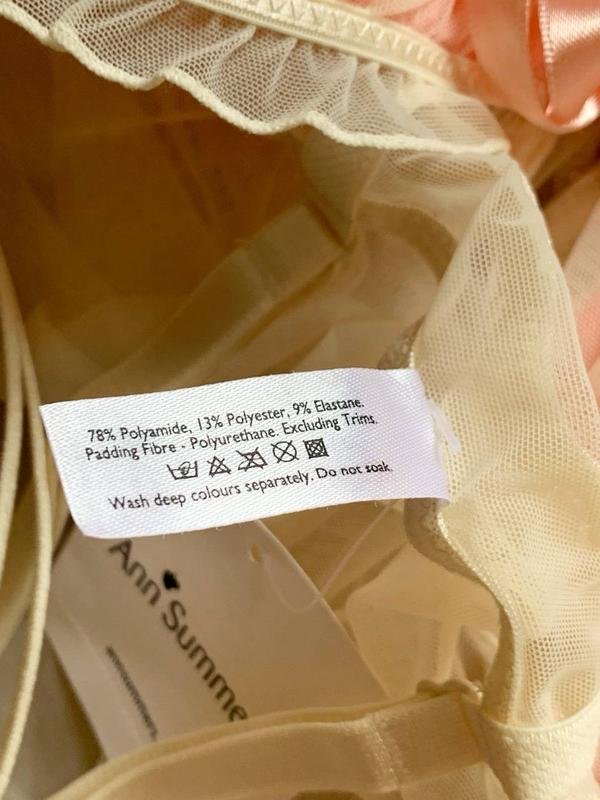 78% Polyamide, 13% Polyester, 9% Elastane.
Padding Fibre - Polyurethane. Excluding Trims.
Wash deep colours separately. Do not soak.
Ann Summe